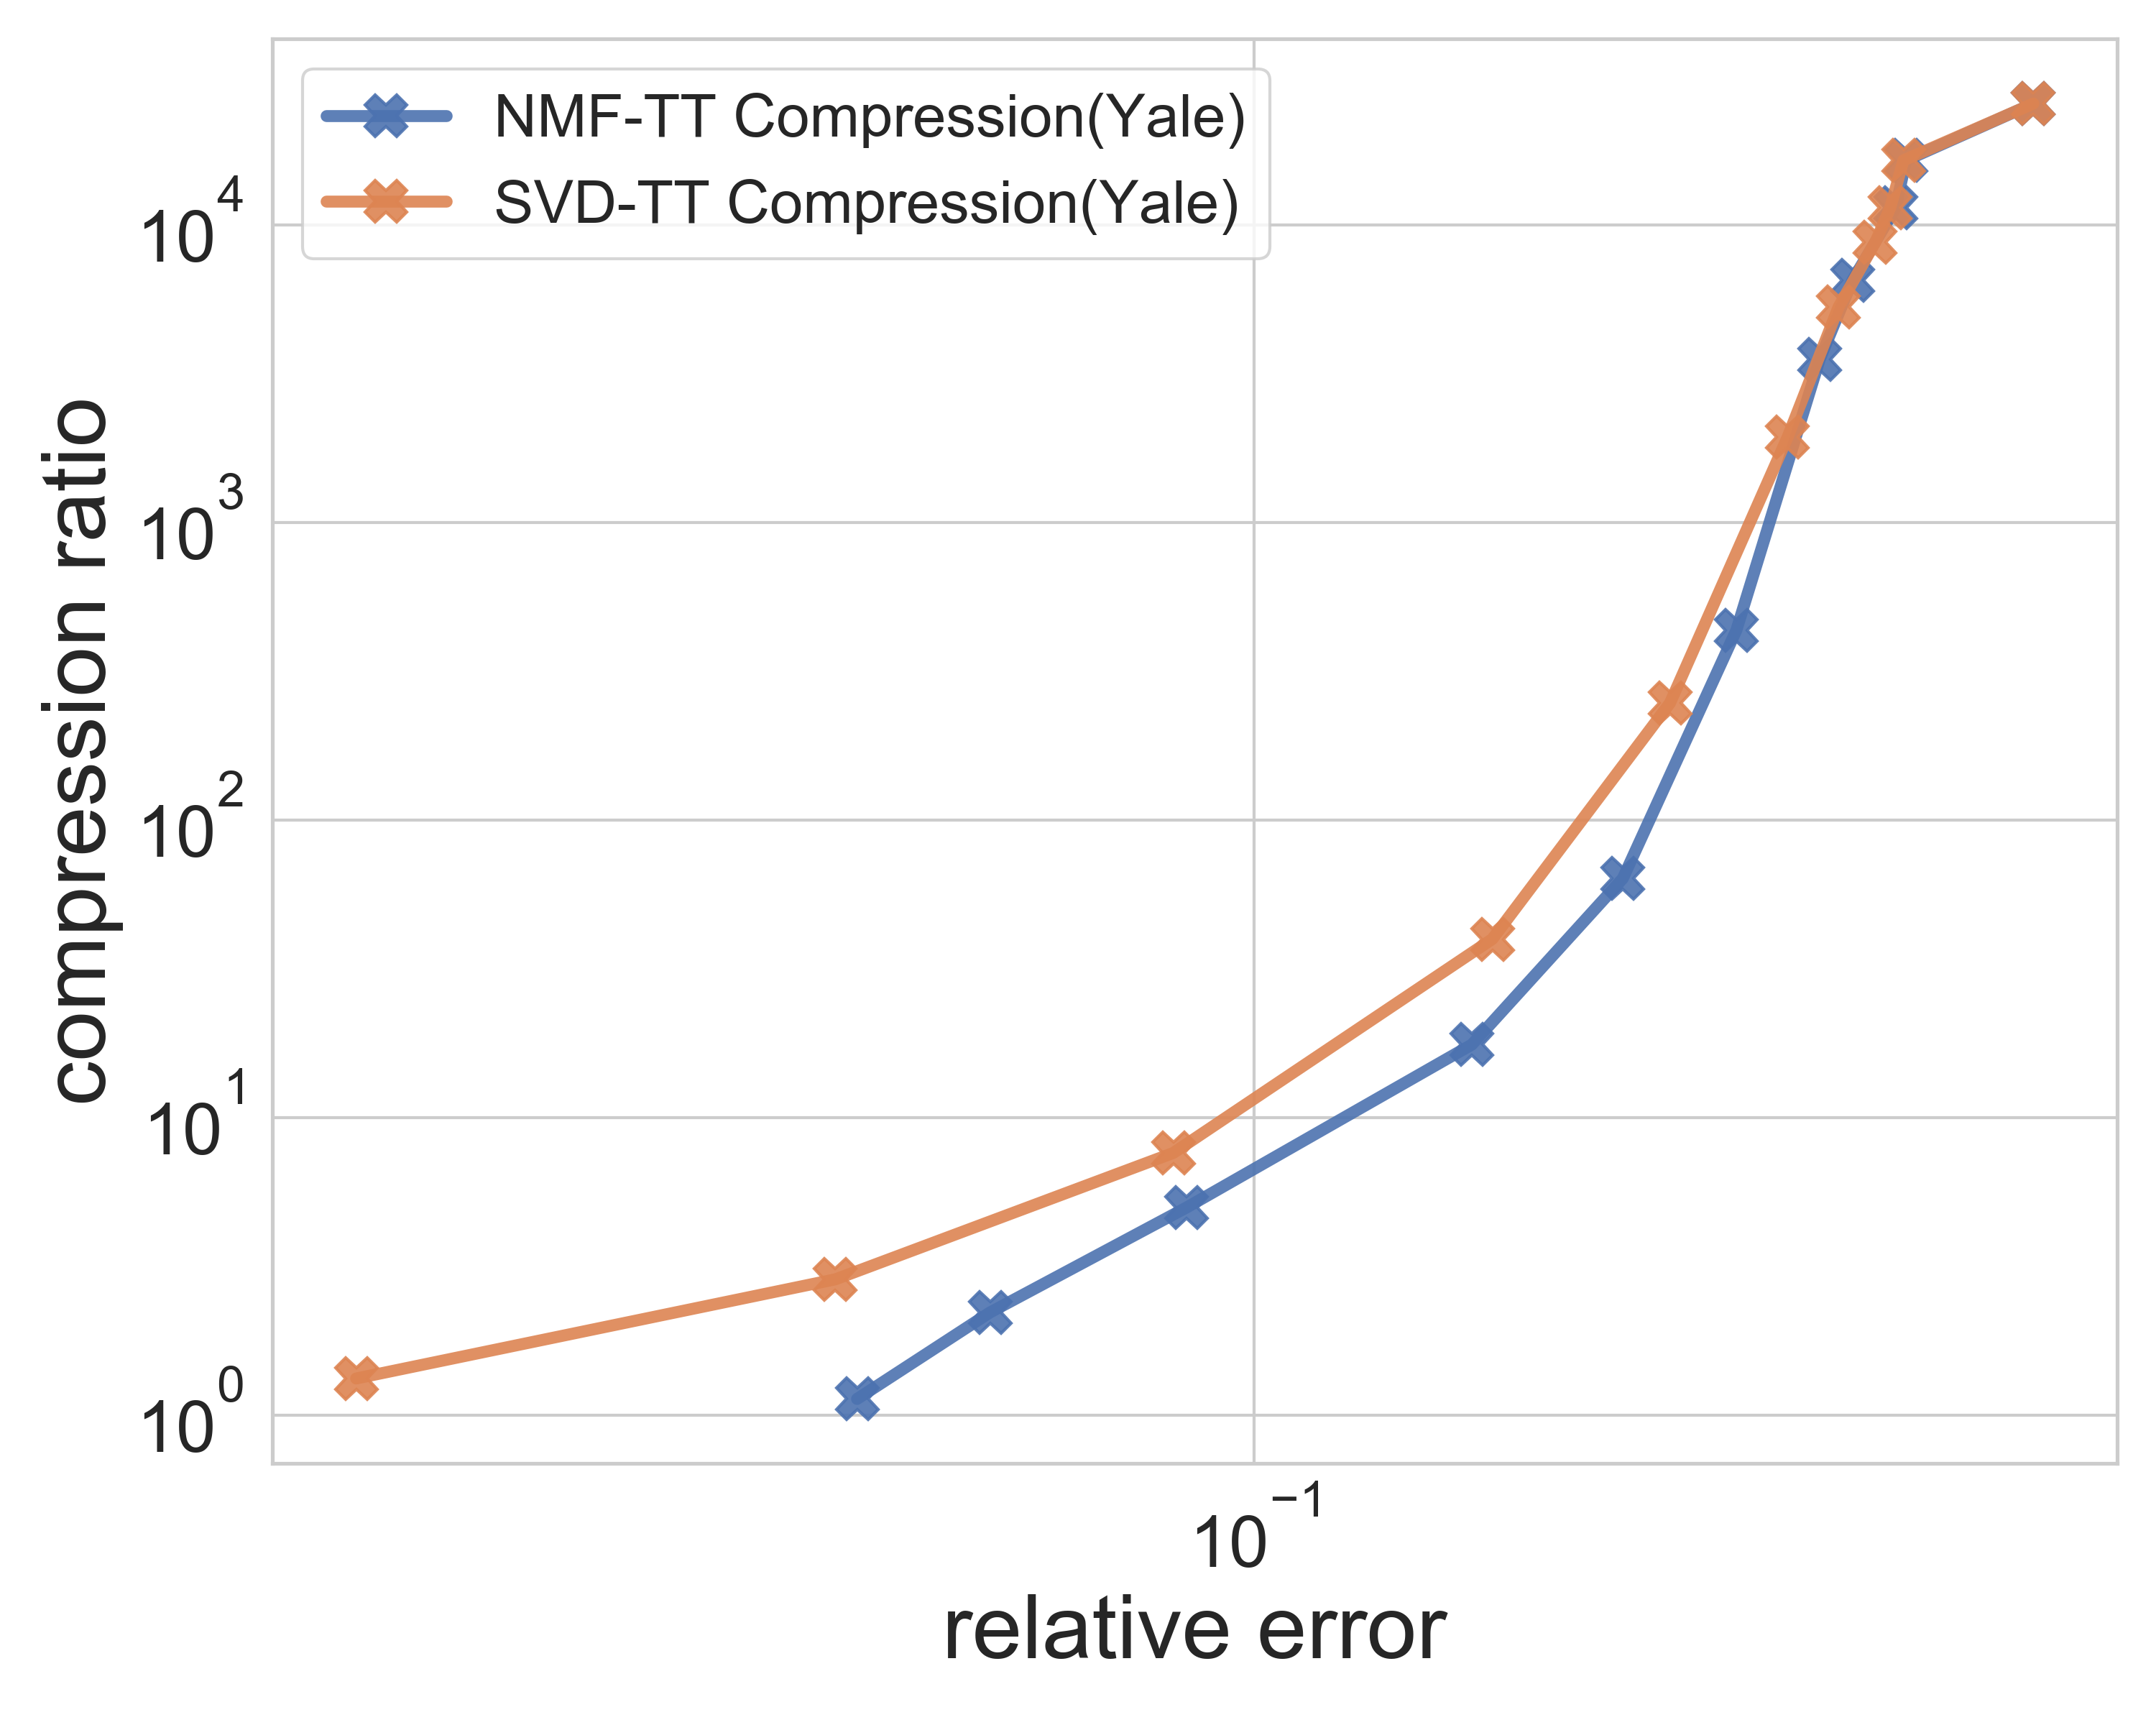 NMF-TT Compression(Yale)
SVD-TT Compression(Yale)
compression ratio
10^4
10^3
10^2
10^1
10^0
10^−1
relative error